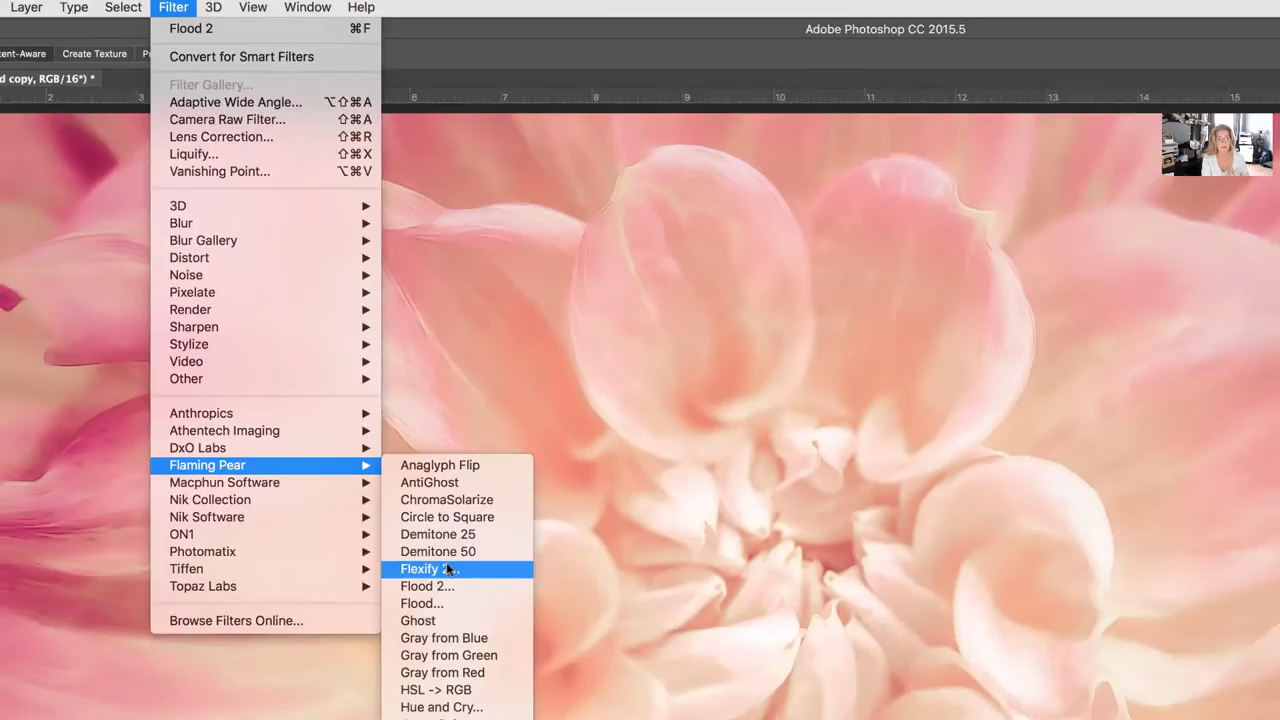 Layer Type Select Filter 3D View Window Help
Adobe Photoshop CC 2015.5
tent-Aware Create Texture
d copy, RGB/16*) *
2 3 6 7 8 9 10 11 12 13 14 15
Flood 2 ⌘F
Convert for Smart Filters
Filter Gallery...
Adaptive Wide Angle... ⌥⇧⌘A
Camera Raw Filter... ⇧⌘A
Lens Correction... ⇧⌘R
Liquify... ⇧⌘X
Vanishing Point... ⌥⌘V
3D
Blur
Blur Gallery
Distort
Noise
Pixelate
Render
Sharpen
Stylize
Video
Other
Anthropics
Athentech Imaging
DxO Labs
Flaming Pear
Macphun Software
Nik Collection
Nik Software
ON1
Photomatix
Tiffen
Topaz Labs
Browse Filters Online...
Anaglyph Flip
AntiGhost
ChromaSolarize
Circle to Square
Demitone 25
Demitone 50
Flexify 2...
Flood 2...
Flood...
Ghost
Gray from Blue
Gray from Green
Gray from Red
HSL -> RGB
Hue and Cry...